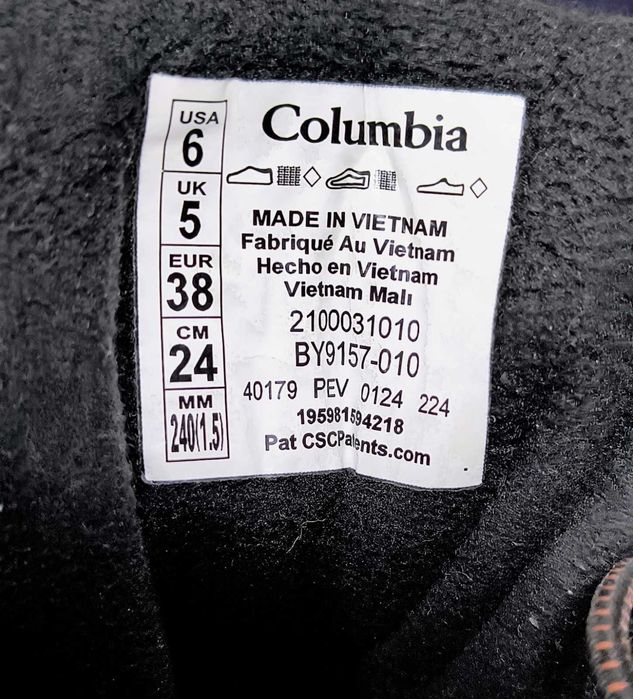 USA
6
UK
5
EUR
38
CM
24
MM
240(1.5)
Columbia
MADE IN VIETNAM
Fabriqué Au Vietnam
Hecho en Vietnam
Vietnam Malı
2100031010
BY9157-010
40179 PEV 0124 224
195981594218
Pat CSCPatents.com